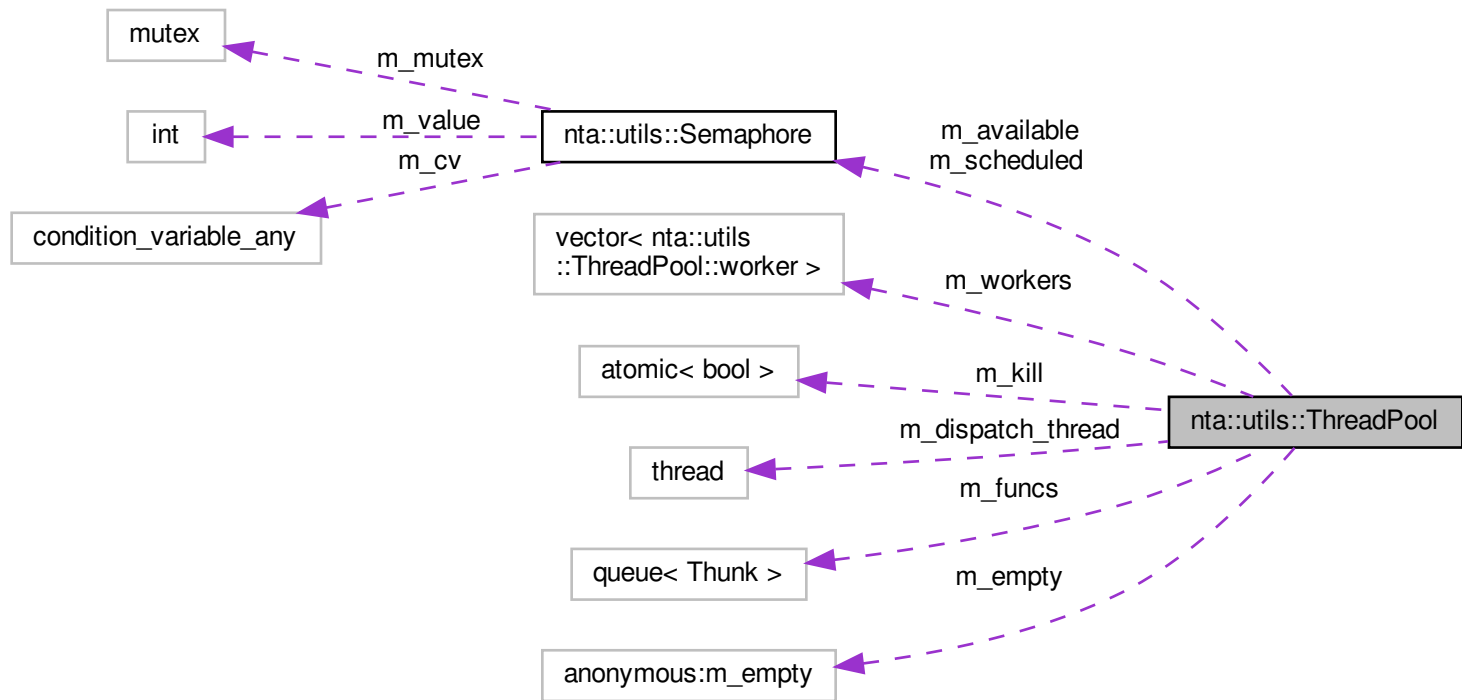 mutex
m_mutex
int
m_value
nta::utils::Semaphore
m_available
m_scheduled
m_cv
condition_variable_any
vector< nta::utils
::ThreadPool::worker >
m_workers
atomic< bool >
m_kill
nta::utils::ThreadPool
m_dispatch_thread
thread
m_funcs
queue< Thunk >
m_empty
anonymous:m_empty